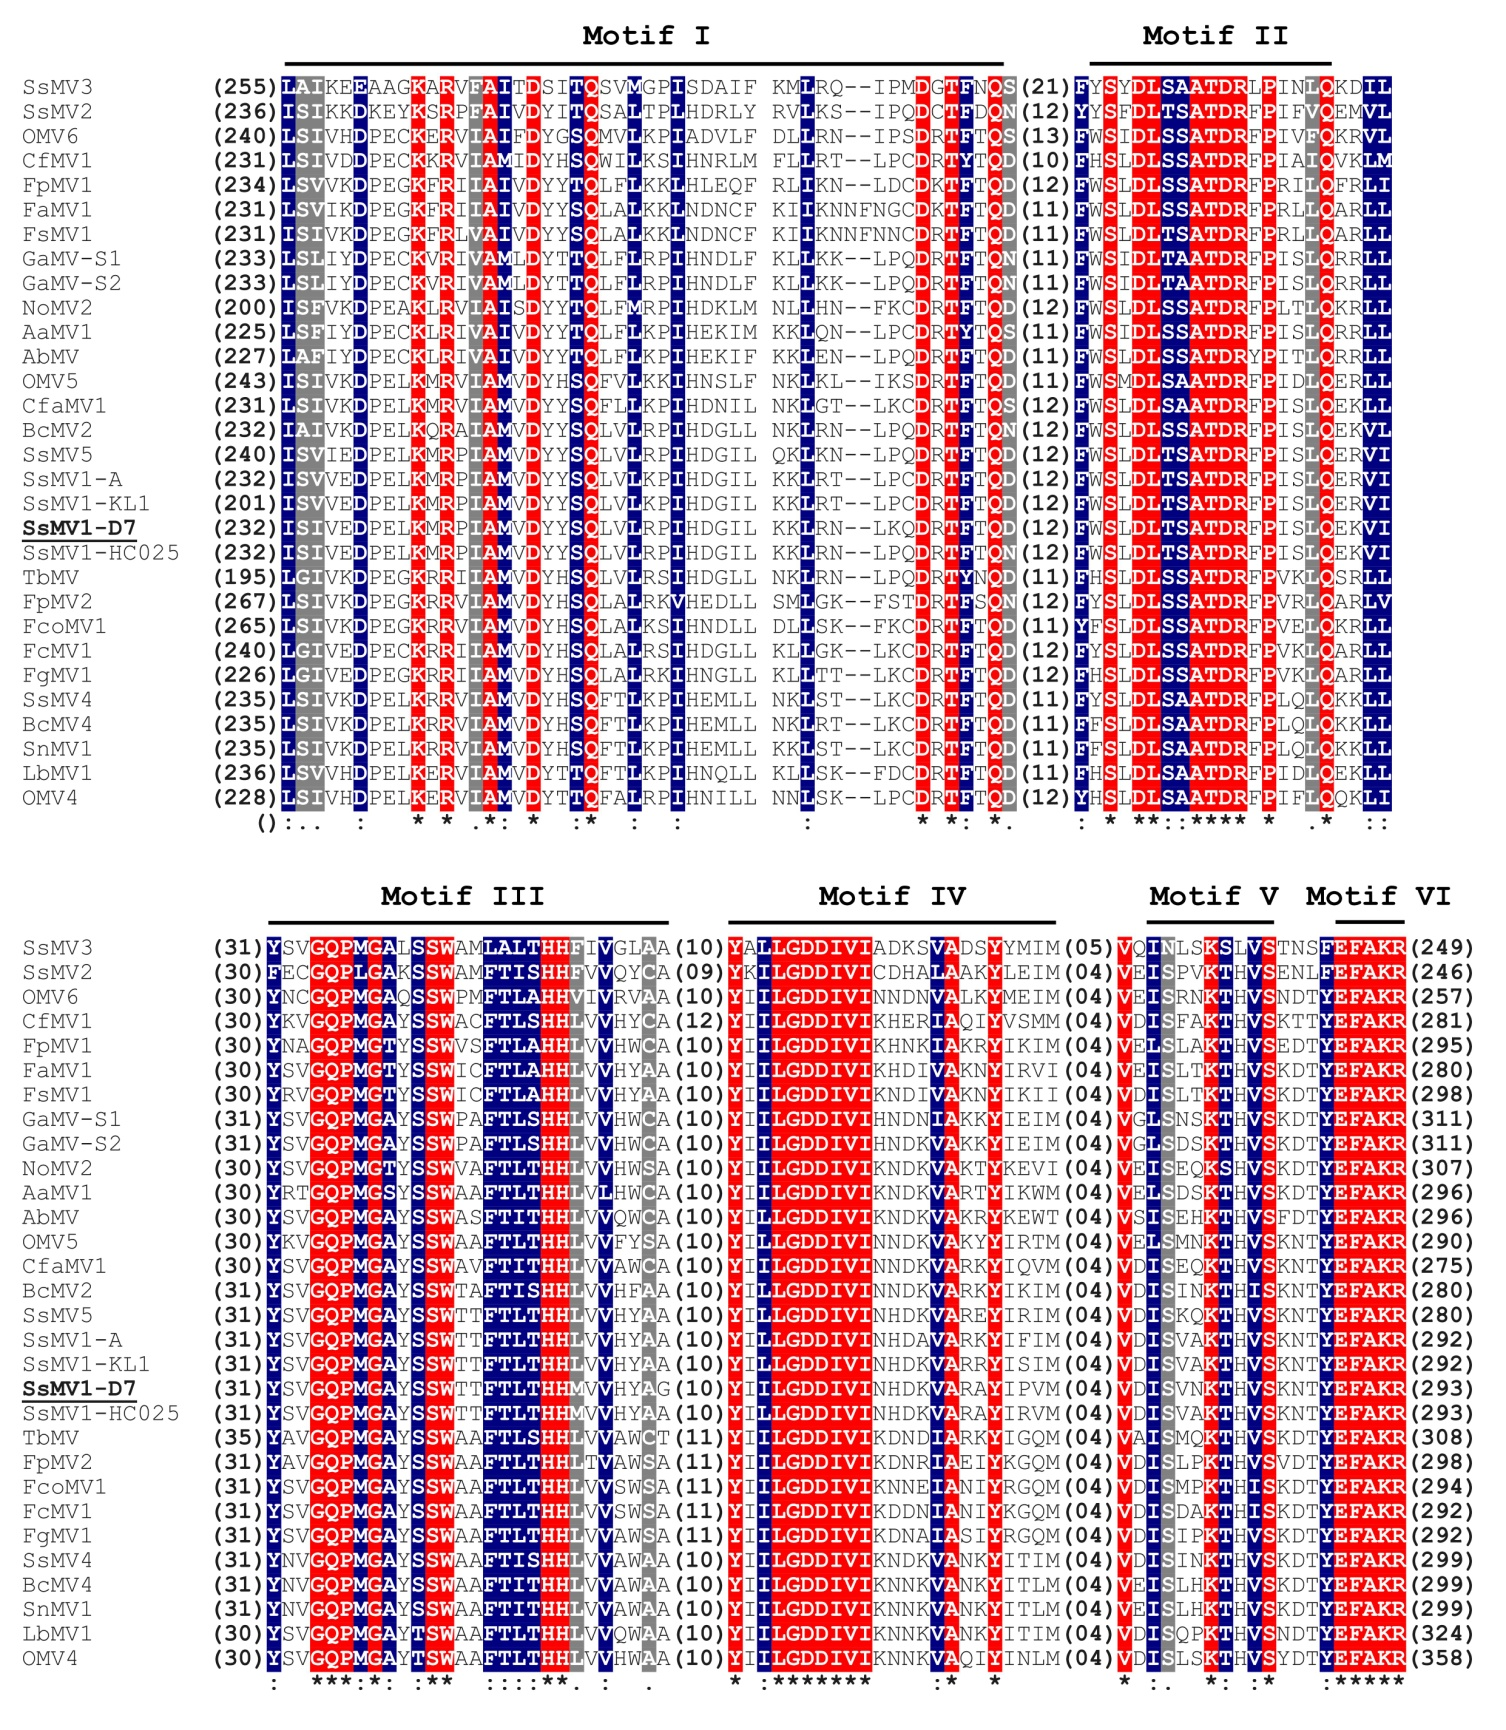 Motif I Motif II
SsMV3 (255)LAIKEEAAGKARVFAITDSITQSVMGPISDAIF KMLRQ--IPMDGTFNQS(21)FYSYDLSAATDRLPINLQKDIL
SsMV2 (236)ISIKKDKEYKSRPFAIVDYITQSALTPLHDRLY RVLKS--IPQDCTFDQN(12)YYSFDLTSATDRFPIFVQEMVL
OMV6 (240)LSIVHDPECKPRVIAIFDYGSQMVLKPIADVLF DLLRN--IPSDRTFTQS(13)FWSIDLSAATDRFPIVFQKRVL
CfMV1 (231)LSIVDDPECKKRVIAMIDYHSQWILKSIHNRLM FLLRT--LPCDRTYTQD(10)FHSLDLSSATDRFPIAIQVKLM
FpMV1 (234)LSVVKDPEGKFRIIAIVDYYTQLFLKKLHLEQF RLIKN--LDCDKTFTQD(12)FWSLDLSSATDRFPRILQFRLI
FaMV1 (231)LSVIKDPEGKFRIIAIVDYYSQLALKKLNDNCF KIIKNNFNGCDKTFTQD(11)FWSLDLSSATDRFPRLLQARLL
FsMV1 (231)ISIVKDPEGKFRLVAIVDYYSQLALKKLNDNCF KIIKNNFNNCDRTFTQD(11)FWSLDLTSATDRFPRLLQARLL
GaMV-S1 (233)LSLIYDPECKVRIVAMLDYTTQLFLRPIHNDLF KLLKK--LPQDRTFTQN(11)FWSIDLTAATDRFPISLQRRLL
GaMV-S2 (233)LSLIYDPECKVRIVAMLDYTTQLFLRPIHNDLF KLLKK--LPQDRTFTQN(11)FWSIDLTAATDRFPISLQRRLL
NoMV2 (200)ISFVKDPEAKLRVIAISDYYTQLFMRPIHDKLM NLLHN--FKCDRTFTQD(12)FWSLDLSSATDRFPLTLQKRLL
AaMV1 (225)LSFIYDPECKLRIVAIVDYYTQLFLKPIHEKIM KKLQN--LPCDRTYTQS(11)FWSIDLSSATDRFPISLQRRLL
AbMV (227)LAFIYDPECKLRIVAIVDYYTQLFLKPIHEKIF KKLEN--LPQDRTFTQD(11)FWSLDLSSATDRYPITLQRRLL
OMV5 (243)ISIVKDPELKMRVIAMVDYHSQFVLKKIHNSLF NKLKL--IKSDRTFTQD(11)FWSMDLSAATDRFPIDLQERLL
CfaMV1 (231)LSIVKDPELKMRVIAMVDYYSQFLLKPIHDNIL NKLGT--LKCDRTFTQS(12)FWSLDLSSATDRFPISLQEKLL
BcMV2 (232)IAIVKDPELKQRAIAMVDYYSQLVLRPIHDGLL NKLRN--LPQDRTFTQN(12)FWSLDLSSATDRFPISLQEKVL
SsMV5 (240)ISVIEDPELKMRPIAMVDYYSQLVLRPIHDGIL QKLKN--LPQDRTFTQD(12)FWSLDLTSATDRFPISLQERVI
SsMV1-A (232)ISVVEDPELKMRPIAMVDYYSQLVLRPIHDGIL KKLRT--LPQDRTFTQD(12)FWSLDLTSATDRFPISLQERVI
SsMV1-KL1 (201)ISVVEDPELKMRPIAMVDYYSQLVLKPIHDGIL KKLRT--LPCDRTFTQD(12)FWSLDLTSATDRFPISLQERVI
SsMV1-D7 (232)ISIVEDPELKMRPIAMVDYYSQLVLRPIHDGIL KKLRN--LKQDRTFTQD(12)FWSLDLTSATDRFPISLQEKVI
SsMV1-HC025 (232)ISIVEDPELKMRPIAMVDYYSQLVLRPIHDGIL KKLRN--LPQDRTFTQN(12)FWSLDLTSATDRFPISLQEKVI
TbMV (195)LGIVKDPEGKRRIIAMVDYHSQLVLRSIHDGLL NKLRN--LPQDRTYNQD(11)FHSLDLSSATDRFPVKLQSRLL
FpMV2 (267)LSIVKDPEGKRRVIAMVDYHSQLALRKVHEDLL SMLGK--FSTDRTFSQN(12)FYSLDLSSATDRFPVRLQARLV
FcoMV1 (265)LSIVKDPEGKRRVIAMVDYHSQLALKSIHNDLL DLLSK--FKCDRTFTQD(11)YFSLDLSSATDRFPVELQKRLL
FcMV1 (240)LGIVKDPEGKRRVIAMVDYHSQLALRSIHDGLL KLLGK--LKCDRTFTQD(12)FYSLDLSSATDRFPVKLQARLL
FgMV1 (226)LGIVEDPEGKRRVIAMVDYHSQLALRKIHNGLL KLLTT--LKCDRTFTQD(12)FHSLDLSSATDRFPVKLQARLL
SsMV4 (235)LSIVKDPELKRRVIAMVDYHSQFTLKPIHEMLL NKLST--LKCDRTFTQD(11)FYSLDLSSATDRFPLQLQKKLL
BcMV4 (235)LSIVKDPELKRRVIAMVDYHSQFTLKPIHEMLL NKLRT--LKCDRTFTQD(11)FFSLDLSSATDRFPLQLQKKLL
SnMV1 (235)LSIVKDPELKRRVIAMVDYHSQFTLKPIHEMLL KKLST--LKCDRTFTQD(11)FFSLDLSSATDRFPLQLQKKLL
LbMV1 (236)LSVVHDPELKERVIAMVDYTTQFTLKPIHNQLL KLLSK--FDCDRTFTQD(11)FHSLDLSSATDRFPIDLQEKLL
OMV4 (228)LSIVHDPELKERVIAMVDYTTQFALRPIHNILL NNLSK--LPCDRTFTQD(12)YHSLDLSAATDRFPIFLQQKLI
() :.. : * * .*: * :* : : : * ** *. : * **::**** * .* ::
Motif III Motif IV Motif V Motif VI
SsMV3 (31)YSVGQPMGALSSWAMLALTHHFIVGLAA(10)YALLGDDIVIADKSVADSYYMIM(05)VQINLSKSLVSTNSFEFAKR(249)
SsMV2 (30)FECGQPLGAKSSWAMFTISHHFVVQYCA(09)YKILGDDIVICDHALAAKYLEIM(04)VEISPVKTHVSENLFEFAKR(246)
OMV6 (30)YNCGQPMGAQSSWPMFTLAHHVIVRVAA(10)YIILGDDIVINNDNVALKYMEIM(04)VEISRNKTHVSNDTYEFAKR(257)
CfMV1 (30)YKVGQPMGAYSSWACFTLSHHLVVHYCA(12)YIILGDDIVIKHERIAQIYVSMM(04)VDISFAKTHVSKTTYEFAKR(281)
FpMV1 (30)YNAGQPMGTYSSWVSFTLAHHLVVHWCA(10)YIILGDDIVIKHNKIAKRYIKIM(04)VELSLAKTHVSEDTYEFAKR(295)
FaMV1 (30)YSVGQPMGTYSSWICFTLAHHLVVHYCA(10)YIILGDDIVIKHDIVAKNYIRVI(04)VEISLTKTHVSKDTYEFAKR(280)
FsMV1 (30)YRVGQPMGTYSSWICFTLAHHLVVHYAA(10)YIILGDDIVIKHDIVAKNYIKII(04)VDISLTKTHVSKDTYEFAKR(298)
GaMV-S1 (31)YSVGQPMGAYSSWPAFTLSHHLVVHWCA(10)YIILGDDIVIHNDNIAKKYIEIM(04)VGLSNSKTHVSKDTYEFAKR(311)
GaMV-S2 (31)YSVGQPMGAYSSWPAFTLSHHLVVHWCA(10)YIILGDDIVIHNDKVAKKYIEIM(04)VGLSDSKTHVSKDTYEFAKR(311)
NoMV2 (30)YSVGQPMGTYSSWVAFTLTHHLVVHWSA(10)YIILGDDIVIKNDKVAKTYKEVI(04)VEISEQKSHVSKDTYEFAKR(307)
AaMV1 (30)YRTGQPMGSYSSWAAFTLTHHLVLHWCA(10)YIILGDDIVIKNDKVARTYIKWM(04)VELSDSKTHVSKDTYEFAKR(296)
AbMV (30)YSVGQPMGAYSSWASFTITHHLVVQWCA(10)YILLGDDIVIKNDKVAKRYKEWT(04)VSISEHKTHVSFDTYEFAKR(296)
OMV5 (30)YKVGQPMGAYSSWAAFTITHHLVVFYSA(10)YILLGDDIVINNDKVAKYYIRTM(04)VELSMNKTHVSKNTYEFAKR(290)
CfaMV1 (30)YSVGQPMGAYSSWAVFTITHHLVVAWCA(10)YIILGDDIVINNDKVARKYIQVM(04)VDISEQKTHVSKNTYEFAKR(275)
BcMV2 (31)YSVGQPMGAYSSWTAFTISHHLVVHFAA(10)YIILGDDIVINNDKVARKYIKIM(04)VDISINKTHISKNTYEFAKR(280)
SsMV5 (31)YSVGQPMGAYSSWTTFTLTHHLVVHYAA(10)YIILGDDIVINHDKVAREYIRIM(04)VDISKQKTHVSKNTYEFAKR(280)
SsMV1-A (31)YSVGQPMGAYSSWTTFTLTHHLVVHYAA(10)YILLGDDIVINHDAVARKYIFIM(04)VDISVAKTHVSKNTYEFAKR(292)
SsMV1-KL1 (31)YSVGQPMGAYSSWTTFTLTHHLVVHYAA(10)YILLGDDIVINHDKVARRYISIM(04)VDISVAKTHVSKNTYEFAKR(292)
SsMV1-D7 (31)YSVGQPMGAYSSWTTFTLTHHMVVHYAG(10)YIILGDDIVINHDKVARAYIPVM(04)VDISVNKTHVSKNTYEFAKR(293)
SsMV1-HC025 (31)YSVGQPMGAYSSWTTFTLTHHMVVHYAA(10)YILLGDDIVINHDKVARAYIRVM(04)VDISVAKTHVSKNTYEFAKR(293)
TbMV (35)YAVGQPMGAYSSWAAFTLSHHLVVAWCT(11)YIILGDDIVIKDNDIARKYIGQM(04)VAISMQKTHVSKDTYEFAKR(308)
FpMV2 (31)YAVGQPMGAYSSWAAFTLTHHLTVAWSA(11)YIILGDDIVIKDNRIAEIYKGQM(04)VDISLPKTHVSVDTYEFAKR(298)
FcoMV1 (31)YSVGQPMGAYSSWAAFTLTHHLVVSWSA(11)YIILGDDIVIKNNEIANIYRGQM(04)VDISMPKTHISKDTYEFAKR(294)
FcMV1 (31)YSVGQPMGAYSSWAAFTLTHHLVVSWSA(11)YIILGDDIVIKDDNIANIYKGQM(04)VDISDAKTHVSKDTYEFAKR(292)
FgMV1 (31)YSVGQPMGAYSSWAAFTLTHHLVVAWSA(11)YIILGDDIVIKDNAIASIYRGQM(04)VDISIPKTHVSKDTYEFAKR(292)
SsMV4 (31)YNVGQPMGAYSSWAAFTISHHLVVAWAA(10)YIILGDDIVIKNDKVANKYITIM(04)VDISINKTHVSKDTYEFAKR(299)
BcMV4 (31)YNVGQPMGAYSSWAAFTITHHLVVAWAA(10)YIILGDDIVIKNNKVANKYITLM(04)VEISLHKTHVSKDTYEFAKR(299)
SnMV1 (31)YNVGQPMGAYSSWAAFTITHHLVVAWAA(10)YIILGDDIVIKNNKVANKYITLM(04)VEISLHKTHVSKDTYEFAKR(299)
LbMV1 (30)YSVGQPMGAYTSWAAFTLTHHLVVQWCA(10)YIILGDDIVIKNNKVANKYITIM(04)VDISQPKTHVSNDTYEFAKR(324)
OMV4 (30)YSVGQPMGAYTSWAAFTLTHHLVVHWAA(10)YIILGDDIVIKNNKVAQIYINLM(04)VDISLSKTHVSYDTYEFAKR(358)
: ***:*: :** ::::**. : . * :******* :* * * :. *: :* :*****